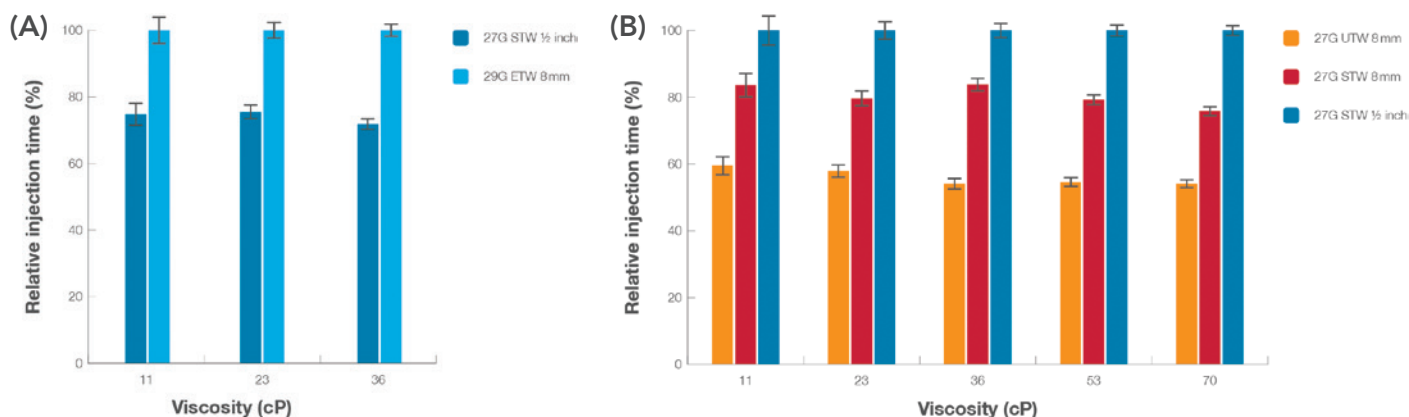 (A)
Relative injection time (%)
100
80
60
40
20
0
11
23
36
Viscosity (cP)
27G STW ½ inch
29G ETW 8mm
(B)
Relative injection time (%)
100
80
60
40
20
0
11
23
36
53
70
Viscosity (cP)
27G UTW 8mm
27G STW 8mm
27G STW ½ inch